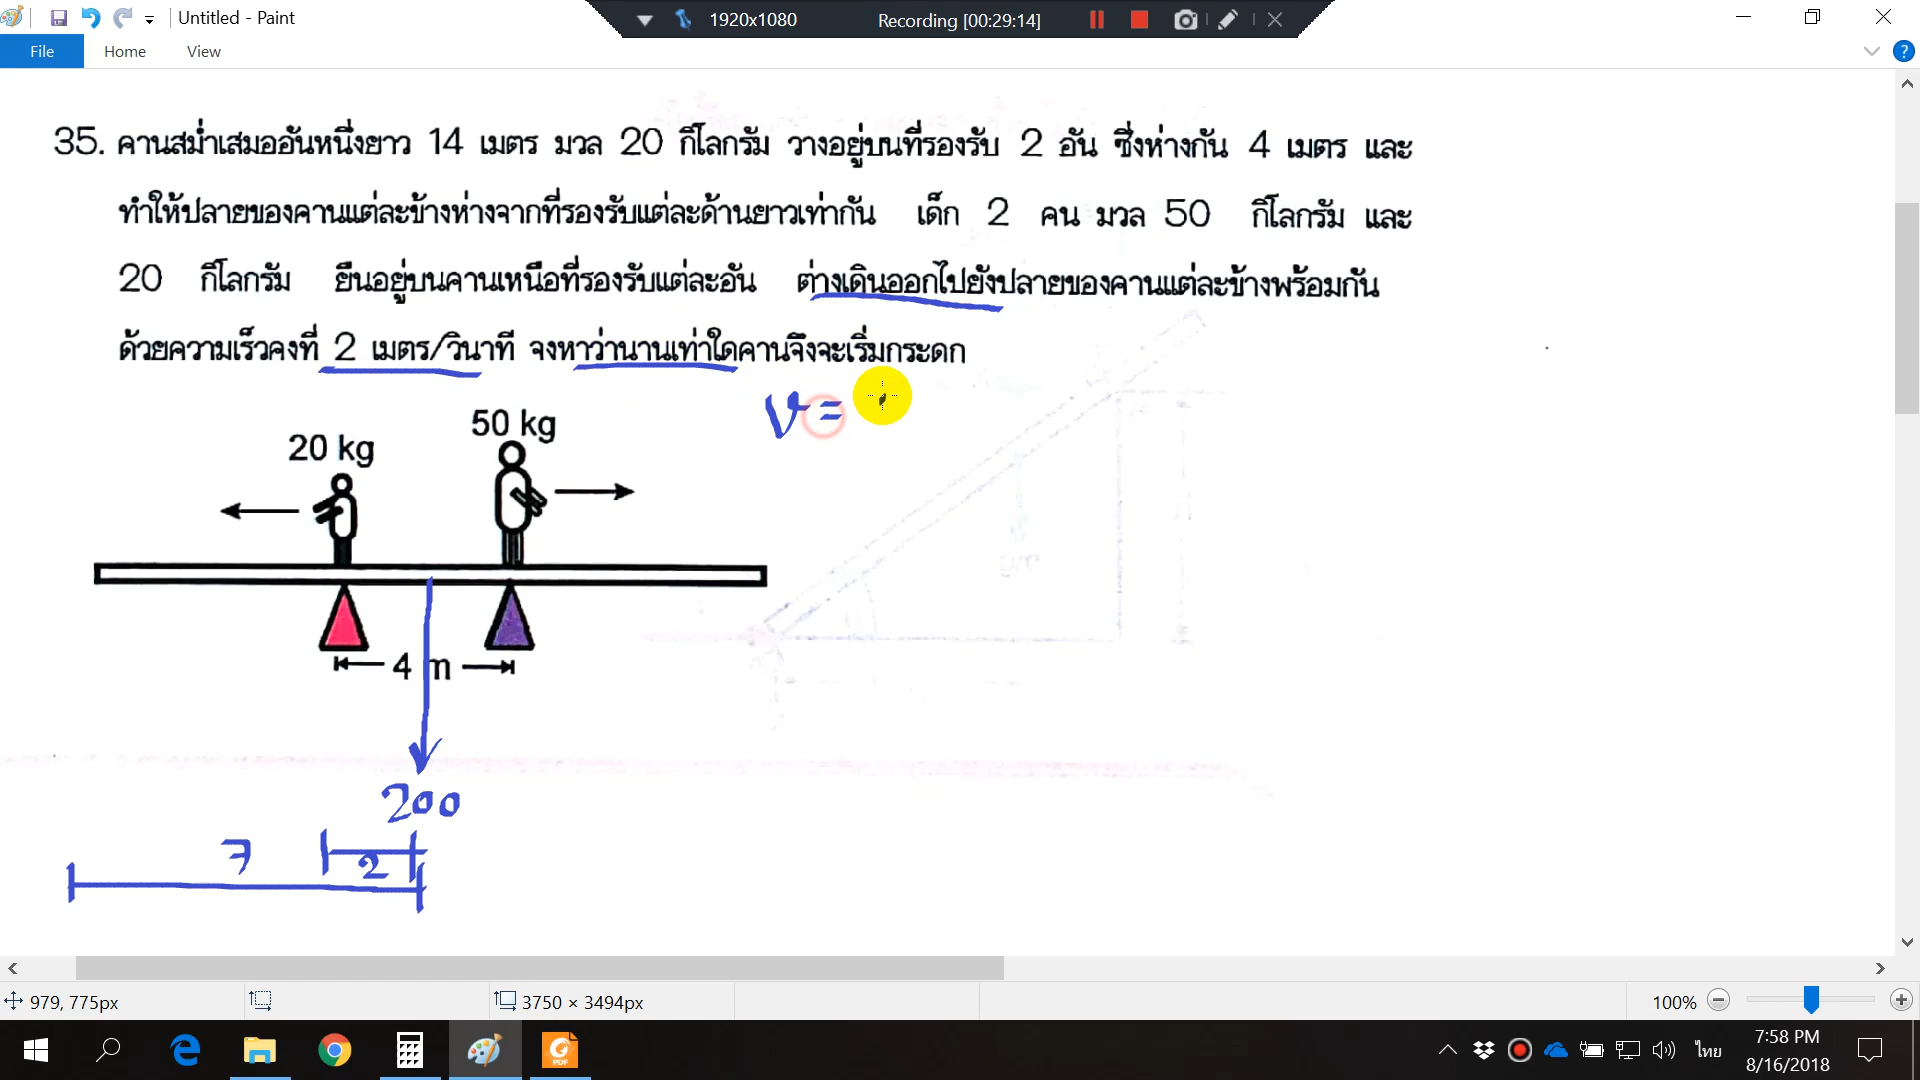 Untitled - Paint
1920x1080
Recording [00:29:14]
File
Home
View
35. คานสม่ำเสมออันหนึ่งยาว 14 เมตร มวล 20 กิโลกรัม วางอยู่บนที่รองรับ 2 อัน ซึ่งห่างกัน 4 เมตร และ
ทำให้ปลายของคานแต่ละข้างห่างจากที่รองรับแต่ละด้านยาวเท่ากัน เด็ก 2 คน มวล 50 กิโลกรัม และ
20 กิโลกรัม ยืนอยู่บนคานเหนือที่รองรับแต่ละอัน ต่างเดินออกไปยังปลายของคานแต่ละข้างพร้อมกัน
ด้วยความเร็วคงที่ 2 เมตร/วินาที จงหาว่านานเท่าใดคานจึงจะเริ่มกระดก
v=
50 kg
20 kg
4 m
200
7
2
979, 775px
3750 × 3494px
100%
PDF
ไทย
7:58 PM
8/16/2018